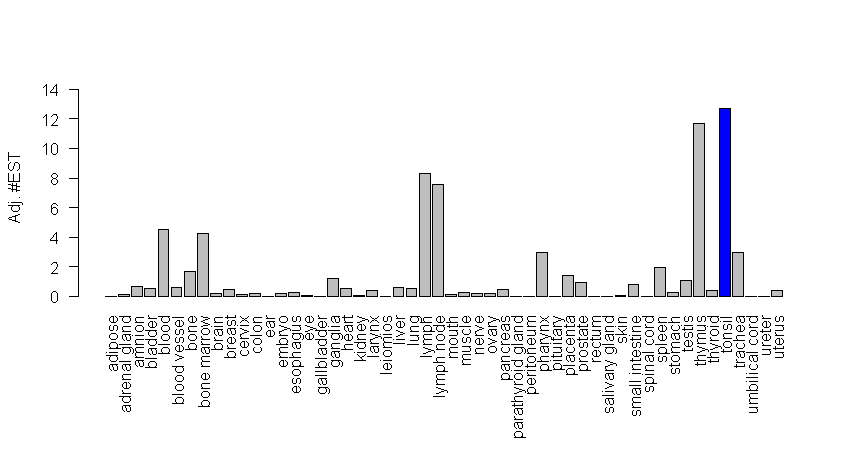 Adj. #EST
14
12
10
8
6
4
2
0
adipose
adrenal gland
amnion
bladder
blood
blood vessel
bone
bone marrow
brain
breast
cervix
colon
ear
embryo
esophagus
eye
gallbladder
ganglia
heart
kidney
larynx
leiomios
liver
lung
lymph
lymph node
mouth
muscle
nerve
ovary
pancreas
parathyroid gland
peritoneum
pharynx
pituitary
placenta
prostate
rectum
salivary gland
skin
small intestine
spinal cord
spleen
stomach
testis
thymus
thyroid
tonsil
trachea
umbilical cord
ureter
uterus